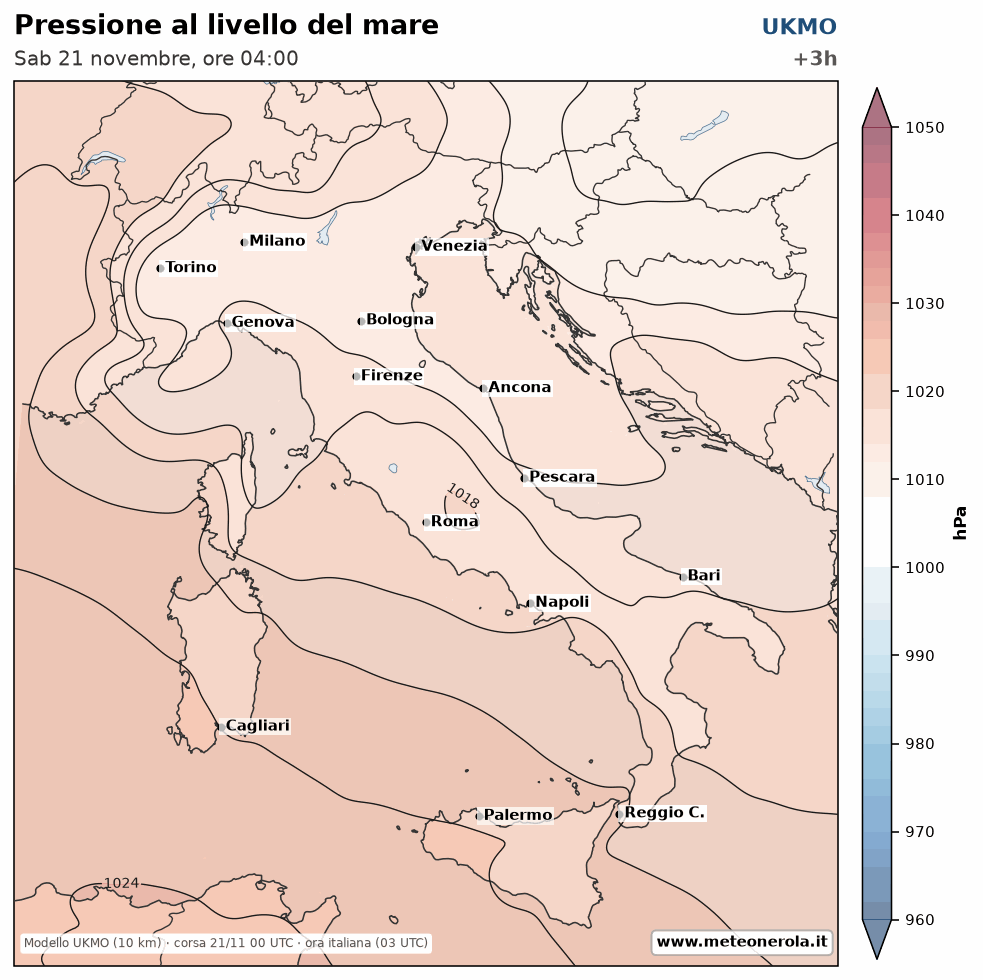 Pressione al livello del mare
UKMO
Sab 21 novembre, ore 04:00
+3h
1050
1040
1030
1020
1010
1000
990
980
970
960
hPa
Milano
Venezia
Torino
Genova
Bologna
Firenze
Ancona
Pescara
1018
Roma
Bari
Napoli
Cagliari
Palermo
Reggio C.
1024
Modello UKMO (10 km) · corsa 21/11 00 UTC · ora italiana (03 UTC)
www.meteonerola.it